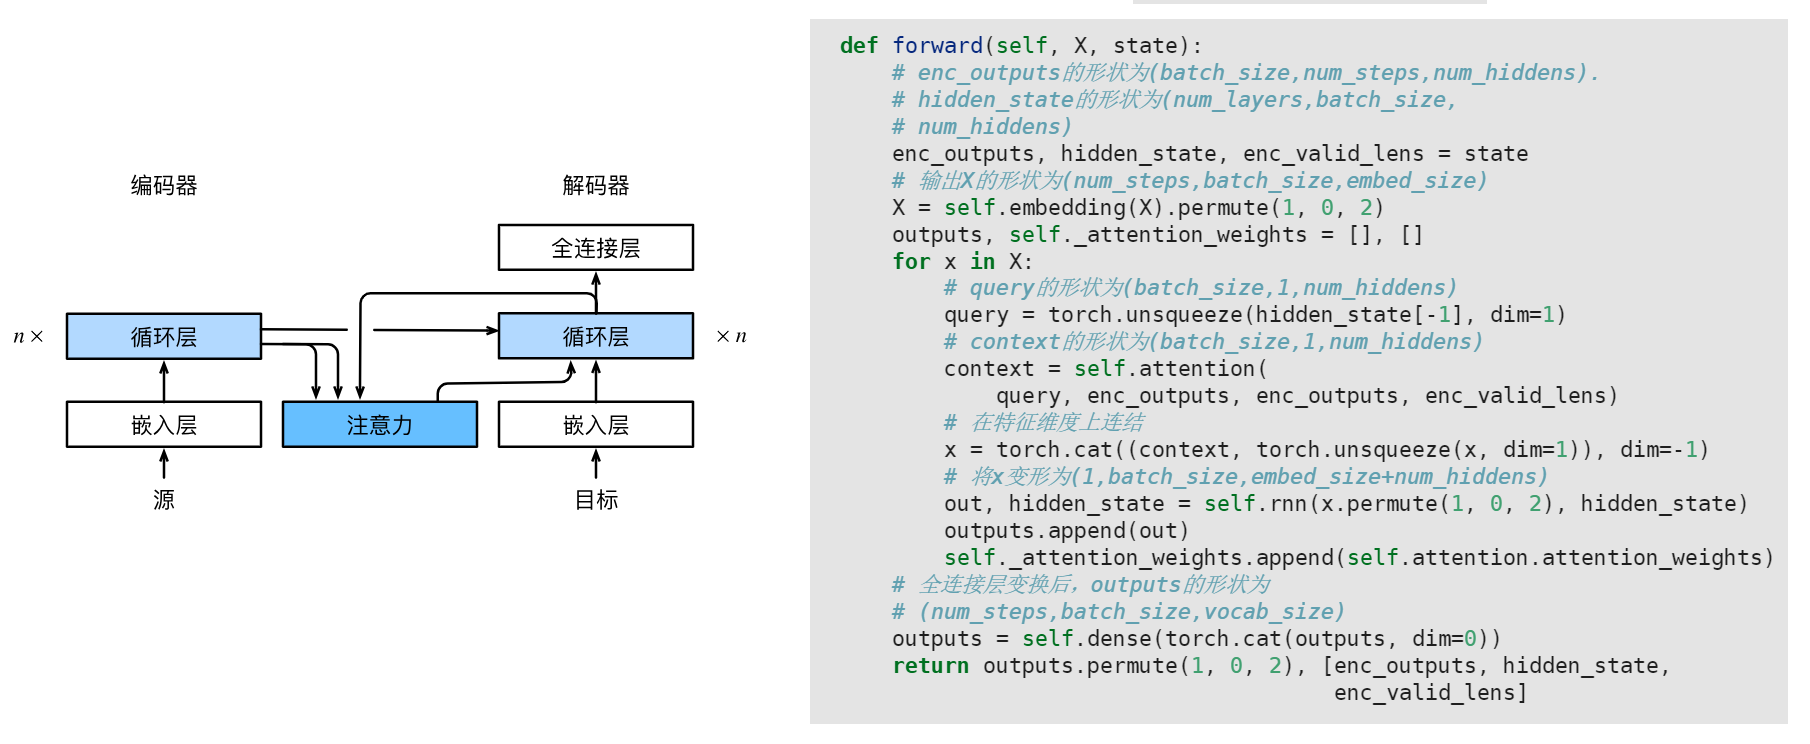 编码器
解码器
全连接层
n ×
循环层
循环层
× n
嵌入层
注意力
嵌入层
源
目标
def forward(self, X, state):
# enc_outputs的形状为(batch_size,num_steps,num_hiddens).
# hidden_state的形状为(num_layers,batch_size,
# num_hiddens)
enc_outputs, hidden_state, enc_valid_lens = state
# 输出X的形状为(num_steps,batch_size,embed_size)
X = self.embedding(X).permute(1, 0, 2)
outputs, self._attention_weights = [], []
for x in X:
# query的形状为(batch_size,1,num_hiddens)
query = torch.unsqueeze(hidden_state[-1], dim=1)
# context的形状为(batch_size,1,num_hiddens)
context = self.attention(
query, enc_outputs, enc_outputs, enc_valid_lens)
# 在特征维度上连结
x = torch.cat((context, torch.unsqueeze(x, dim=1)), dim=-1)
# 将x变形为(1,batch_size,embed_size+num_hiddens)
out, hidden_state = self.rnn(x.permute(1, 0, 2), hidden_state)
outputs.append(out)
self._attention_weights.append(self.attention.attention_weights)
# 全连接层变换后，outputs的形状为
# (num_steps,batch_size,vocab_size)
outputs = self.dense(torch.cat(outputs, dim=0))
return outputs.permute(1, 0, 2), [enc_outputs, hidden_state,
enc_valid_lens]